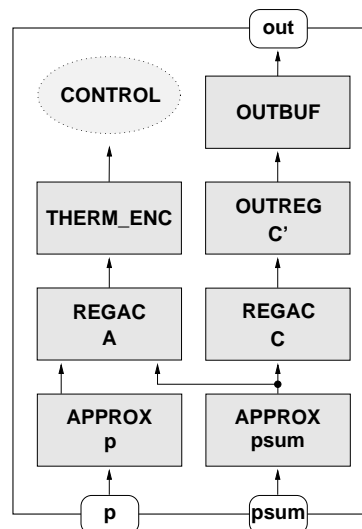 out
CONTROL
OUTBUF
THERM_ENC
OUTREG
C’
REGAC
A
REGAC
C
APPROX
p
APPROX
psum
p
psum